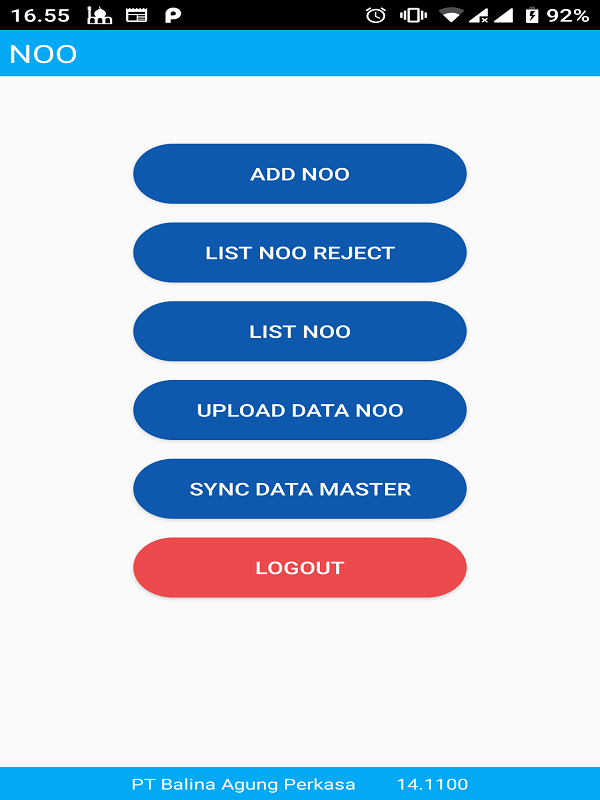 16.55 92%
NOO
ADD NOO
LIST NOO REJECT
LIST NOO
UPLOAD DATA NOO
SYNC DATA MASTER
LOGOUT
PT Balina Agung Perkasa 14.1100